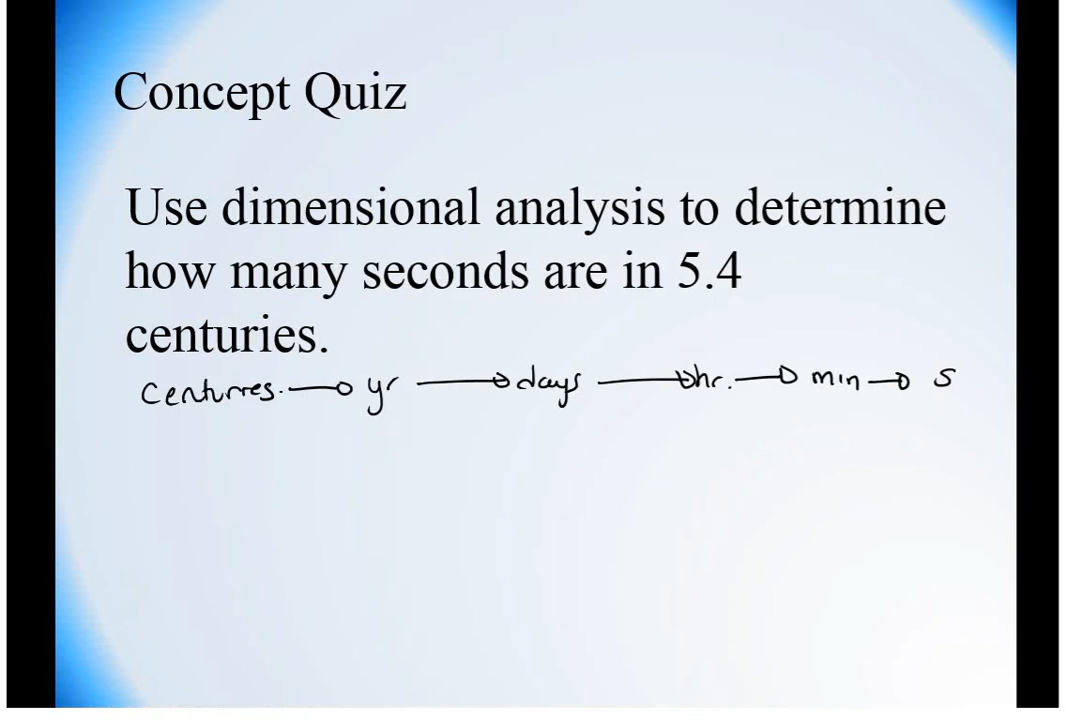 Concept Quiz
Use dimensional analysis to determine
how many seconds are in 5.4
centuries.
centuries. → yr → days → hr. → min → s